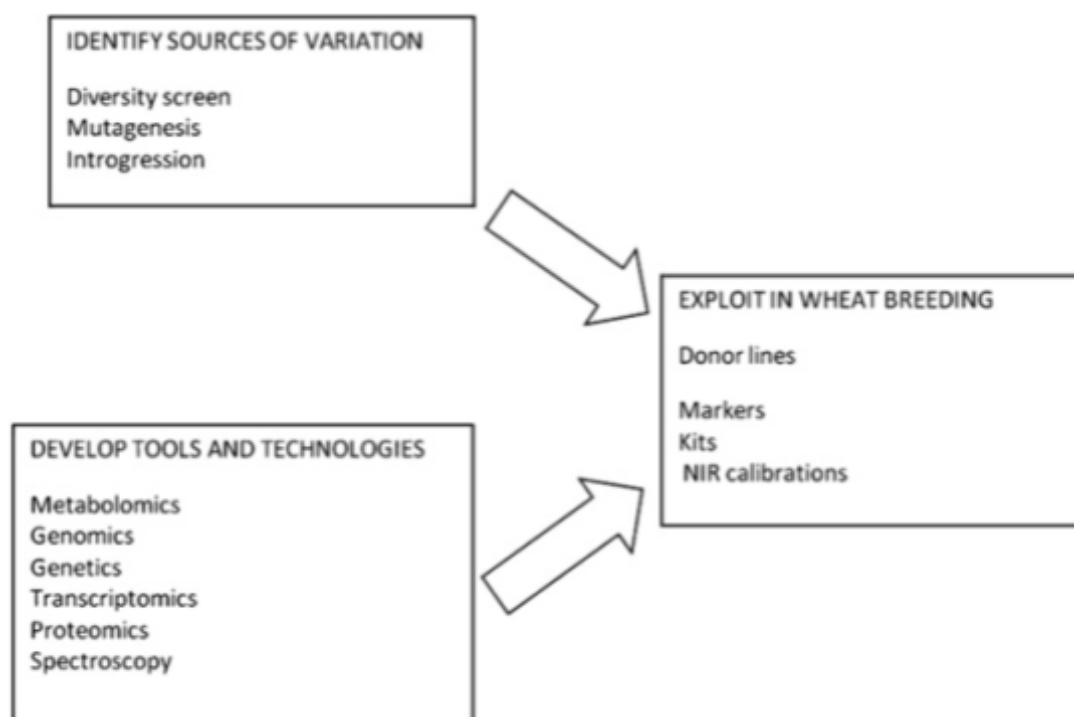 IDENTIFY SOURCES OF VARIATION
Diversity screen
Mutagenesis
Introgression
EXPLOIT IN WHEAT BREEDING
Donor lines
Markers
Kits
NIR calibrations
DEVELOP TOOLS AND TECHNOLOGIES
Metabolomics
Genomics
Genetics
Transcriptomics
Proteomics
Spectroscopy